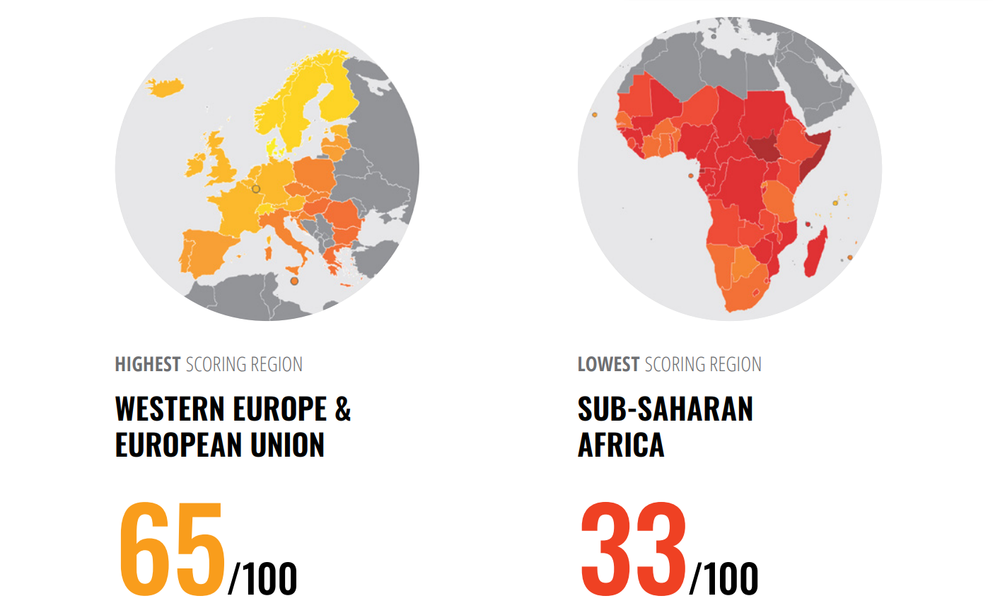 HIGHEST SCORING REGION
WESTERN EUROPE &
EUROPEAN UNION
65/100
LOWEST SCORING REGION
SUB-SAHARAN
AFRICA
33/100